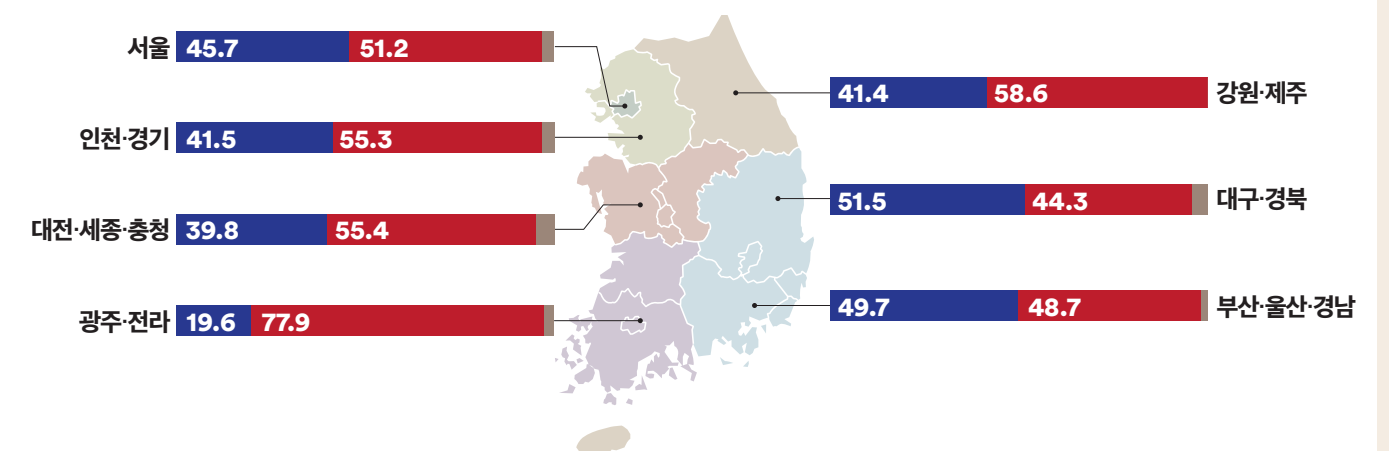 서울 45.7 51.2
인천·경기 41.5 55.3
대전·세종·충청 39.8 55.4
광주·전라 19.6 77.9
41.4 58.6 강원·제주
51.5 44.3 대구·경북
49.7 48.7 부산·울산·경남